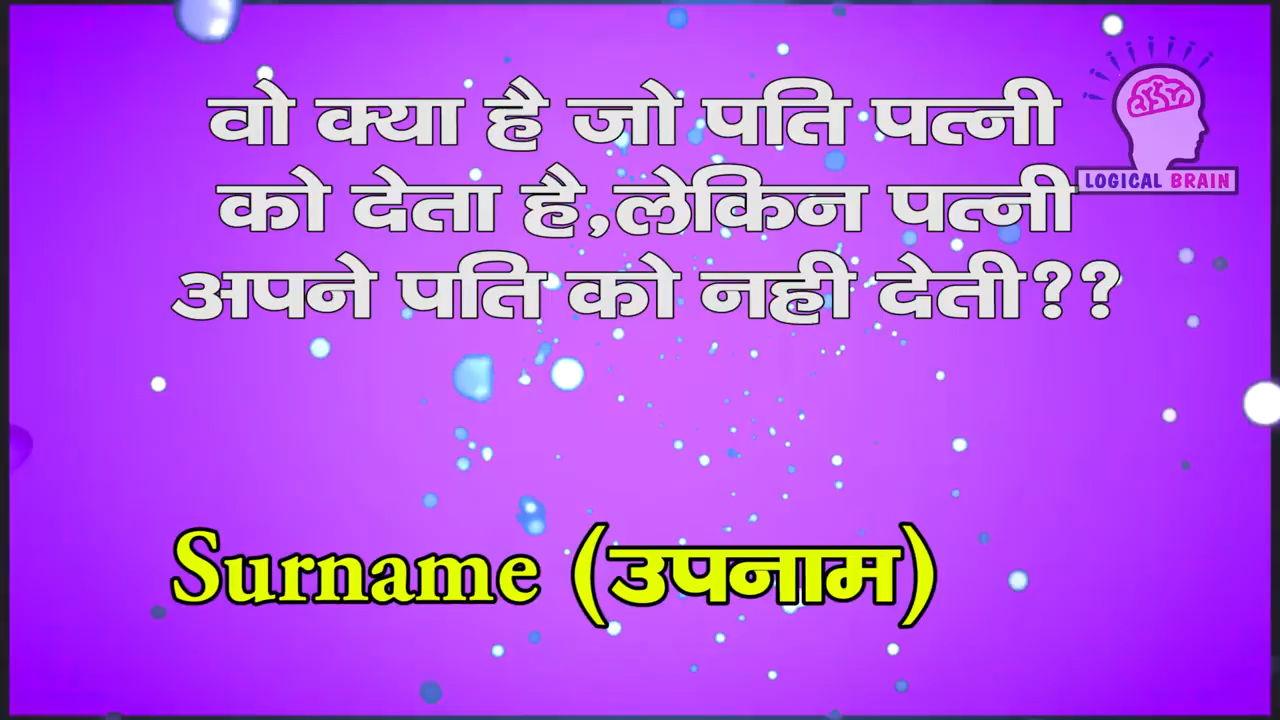 वो क्या है जो पति पत्नी
को देता है,लेकिन पत्नी
अपने पति को नही देती??
LOGICAL BRAIN
Surname (उपनाम)